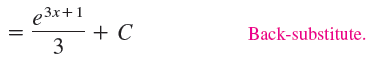 = e^{3x+1}/3 + C    Back-substitute.